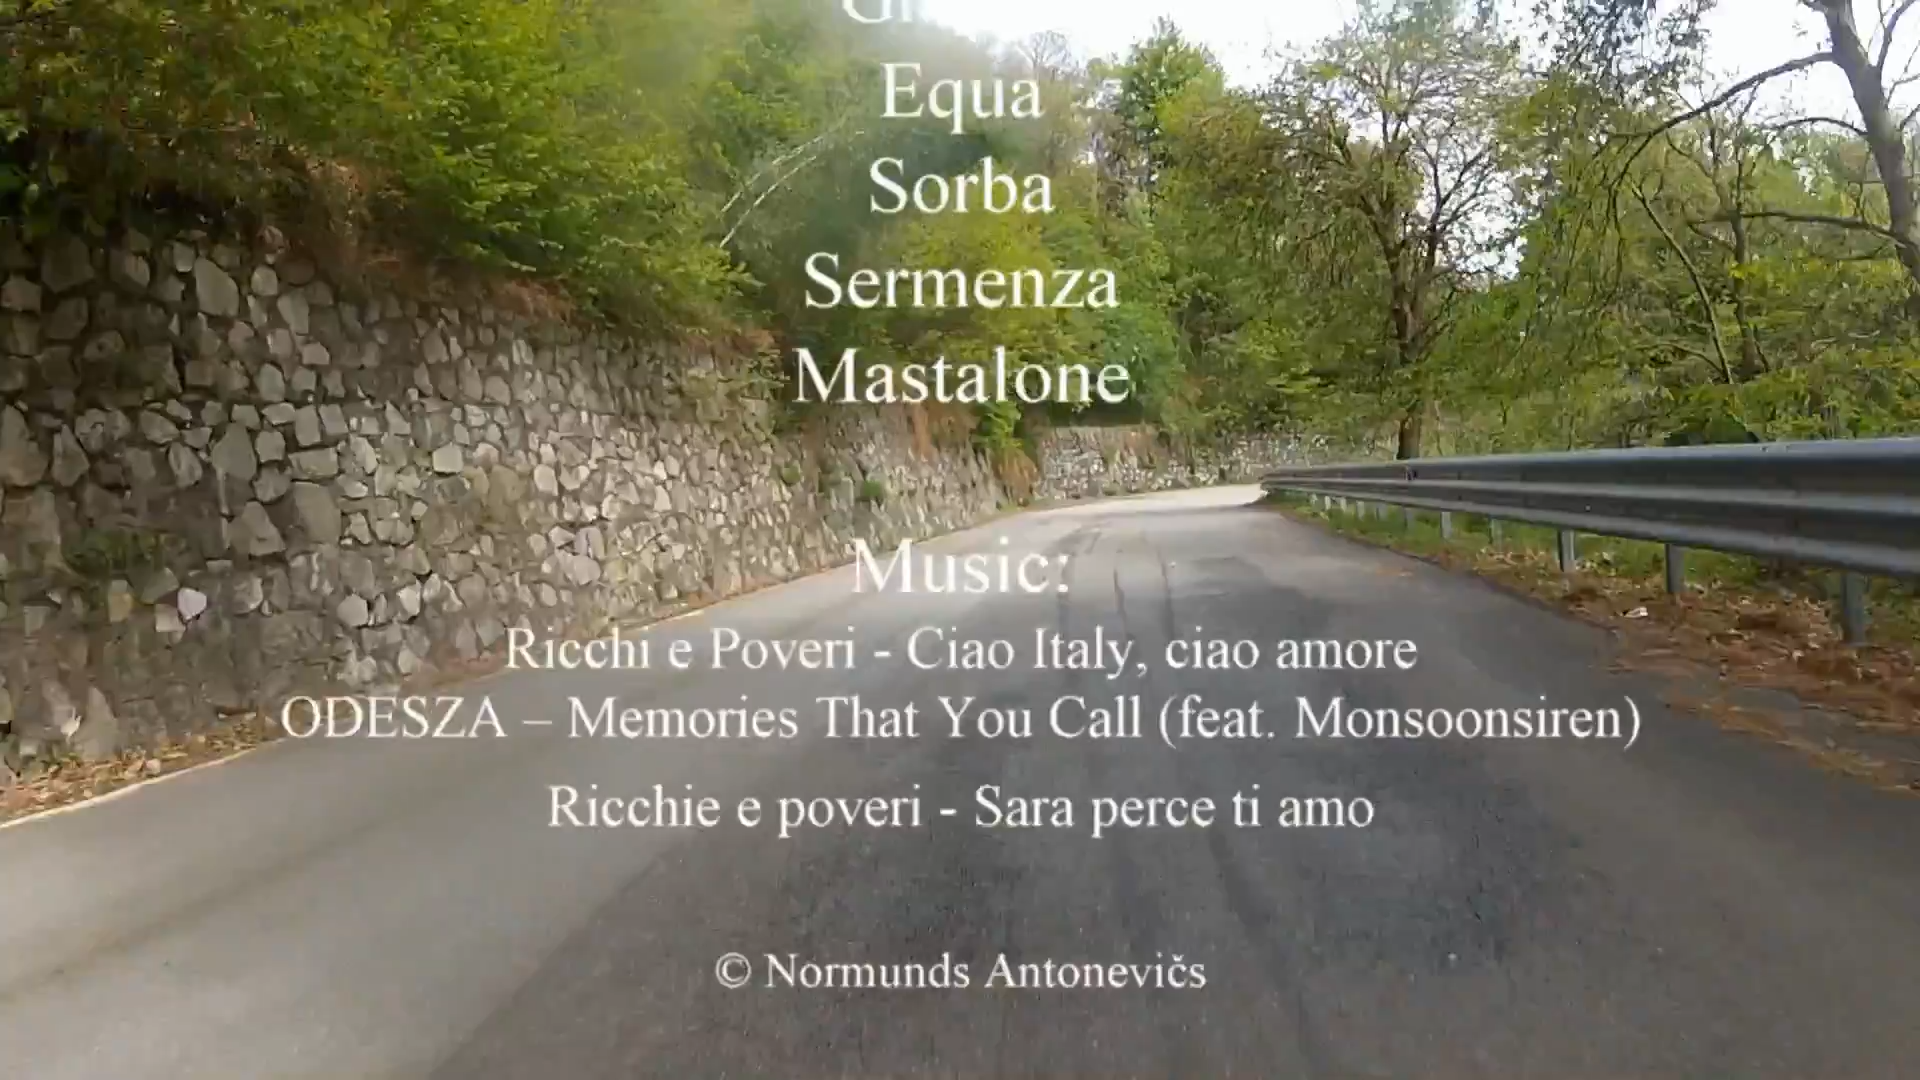 Equa
Sorba
Sermenza
Mastalone
Music:
Ricchi e Poveri - Ciao Italy, ciao amore
ODESZA – Memories That You Call (feat. Monsoonsiren)
Ricchie e poveri - Sara perce ti amo
© Normunds Antonevičs